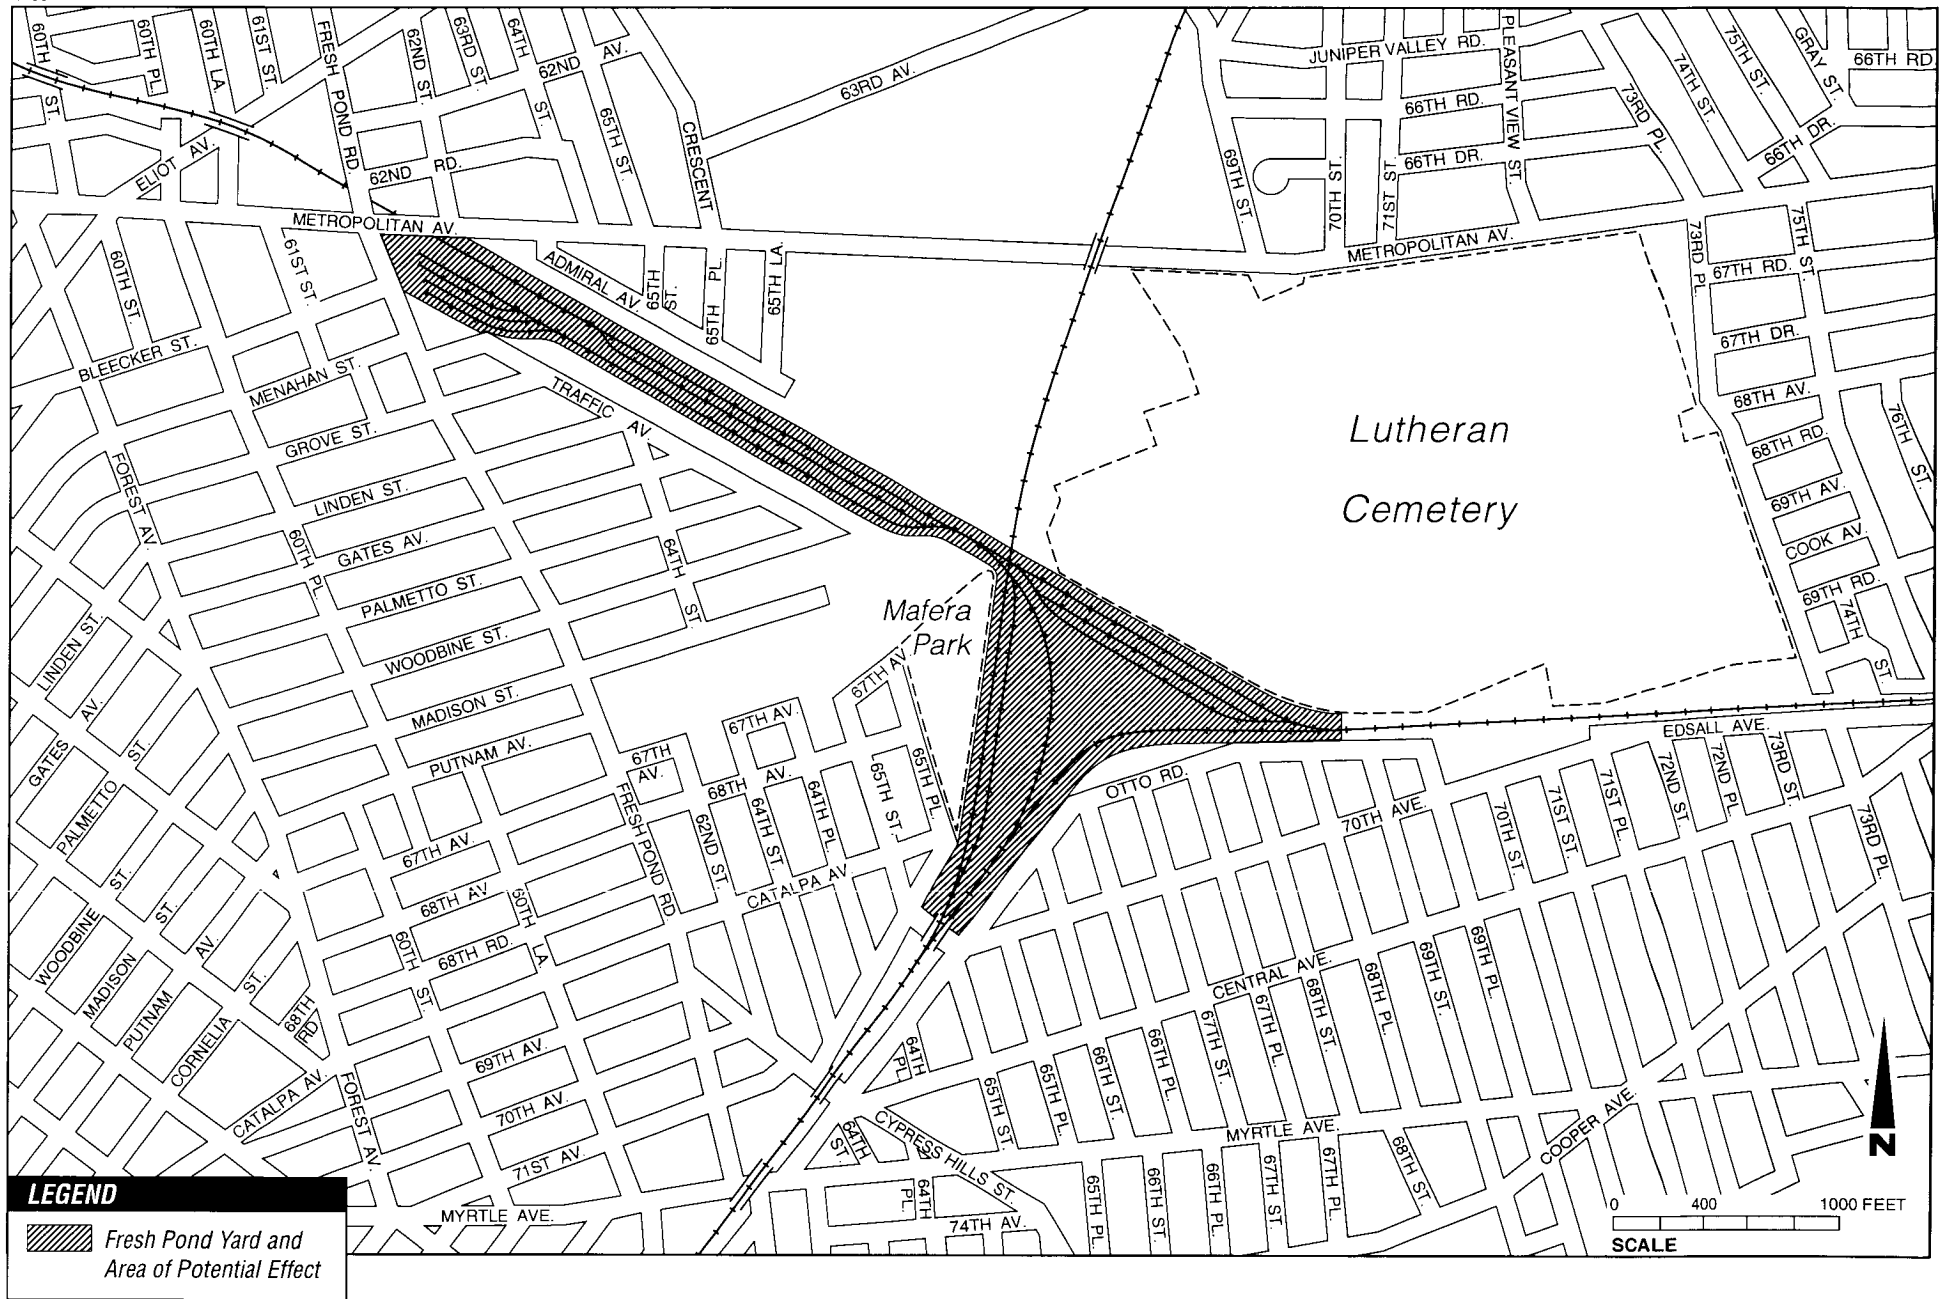 60TH
ST.
60TH PL.
60TH LA.
61ST ST.
FRESH POND RD.
62ND ST.
63RD ST.
64TH
ST.
62ND AV.
65TH ST.
CRESCENT
63RD AV.
JUNIPER VALLEY RD.
PLEASANT VIEW ST.
66TH RD.
66TH DR.
69TH ST.
70TH ST.
71ST ST.
73RD PL.
74TH ST.
75TH ST.
GRAY ST.
66TH RD.
66TH DR.
ELIOT AV.
62ND RD.
METROPOLITAN AV.
METROPOLITAN AV.
60TH ST.
61ST ST.
ADMIRAL AV.
65TH ST.
65TH PL.
65TH LA.
73RD PL.
75TH ST.
67TH RD.
67TH DR.
68TH AV.
68TH RD.
69TH AV.
COOK AV.
69TH RD.
74TH ST.
76TH ST.
BLEECKER ST.
MENAHAN ST.
GROVE ST.
LINDEN ST.
GATES AV.
PALMETTO ST.
WOODBINE ST.
MADISON ST.
PUTNAM AV.
TRAFFIC AV.
FOREST AV.
60TH PL.
64TH ST.
Lutheran
Cemetery
Mafera
Park
67TH AV.
67TH AV.
67TH AV.
68TH AV.
FRESH POND RD.
62ND ST.
64TH ST.
64TH PL.
65TH ST.
65TH PL.
CATALPA AV.
LINDEN ST.
GATES AV.
PALMETTO ST.
WOODBINE ST.
MADISON ST.
PUTNAM AV.
CORNELIA ST.
68TH RD.
67TH AV.
68TH AV.
60TH LA.
68TH RD.
60TH ST.
69TH AV.
70TH AV.
71ST AV.
CATALPA AV.
FOREST AV.
MYRTLE AVE.
EDSALL AVE.
OTTO RD.
70TH AVE.
70TH ST.
71ST ST.
71ST PL.
72ND ST.
72ND PL.
73RD ST.
73RD PL.
CENTRAL AVE.
67TH ST.
67TH PL.
68TH ST.
68TH PL.
69TH ST.
69TH PL.
64TH PL.
65TH ST.
65TH PL.
66TH ST.
66TH PL.
CYPRESS HILLS ST.
64TH ST.
64TH PL.
74TH AV.
MYRTLE AVE.
65TH PL.
66TH ST.
66TH PL.
67TH ST.
67TH PL.
68TH ST.
COOPER AVE.
N
0 400 1000 FEET
SCALE
LEGEND
Fresh Pond Yard and
Area of Potential Effect